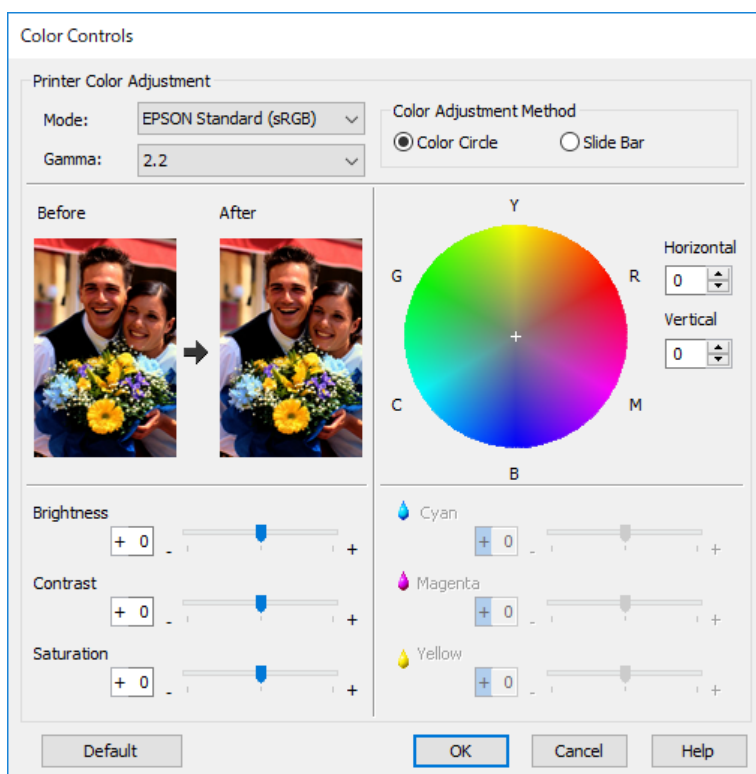 Color Controls
Printer Color Adjustment
Mode: EPSON Standard (sRGB)
Gamma: 2.2
Color Adjustment Method
Color Circle Slide Bar
Before After
Y
G R
C M
B
Horizontal
0
Vertical
0
Brightness
+ 0 - +
Contrast
+ 0 - +
Saturation
+ 0 - +
Cyan
+ 0 - +
Magenta
+ 0 - +
Yellow
+ 0 - +
Default OK Cancel Help